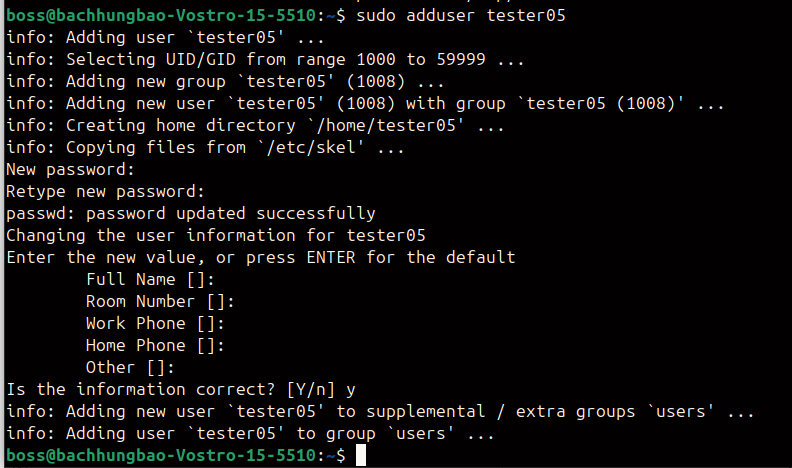 boss@bachhungbao-Vostro-15-5510:~$ sudo adduser tester05
info: Adding user `tester05' ...
info: Selecting UID/GID from range 1000 to 59999 ...
info: Adding new group `tester05' (1008) ...
info: Adding new user `tester05' (1008) with group `tester05 (1008)' ...
info: Creating home directory `/home/tester05' ...
info: Copying files from `/etc/skel' ...
New password:
Retype new password:
passwd: password updated successfully
Changing the user information for tester05
Enter the new value, or press ENTER for the default
        Full Name []:
        Room Number []:
        Work Phone []:
        Home Phone []:
        Other []:
Is the information correct? [Y/n] y
info: Adding new user `tester05' to supplemental / extra groups `users' ...
info: Adding user `tester05' to group `users' ...
boss@bachhungbao-Vostro-15-5510:~$